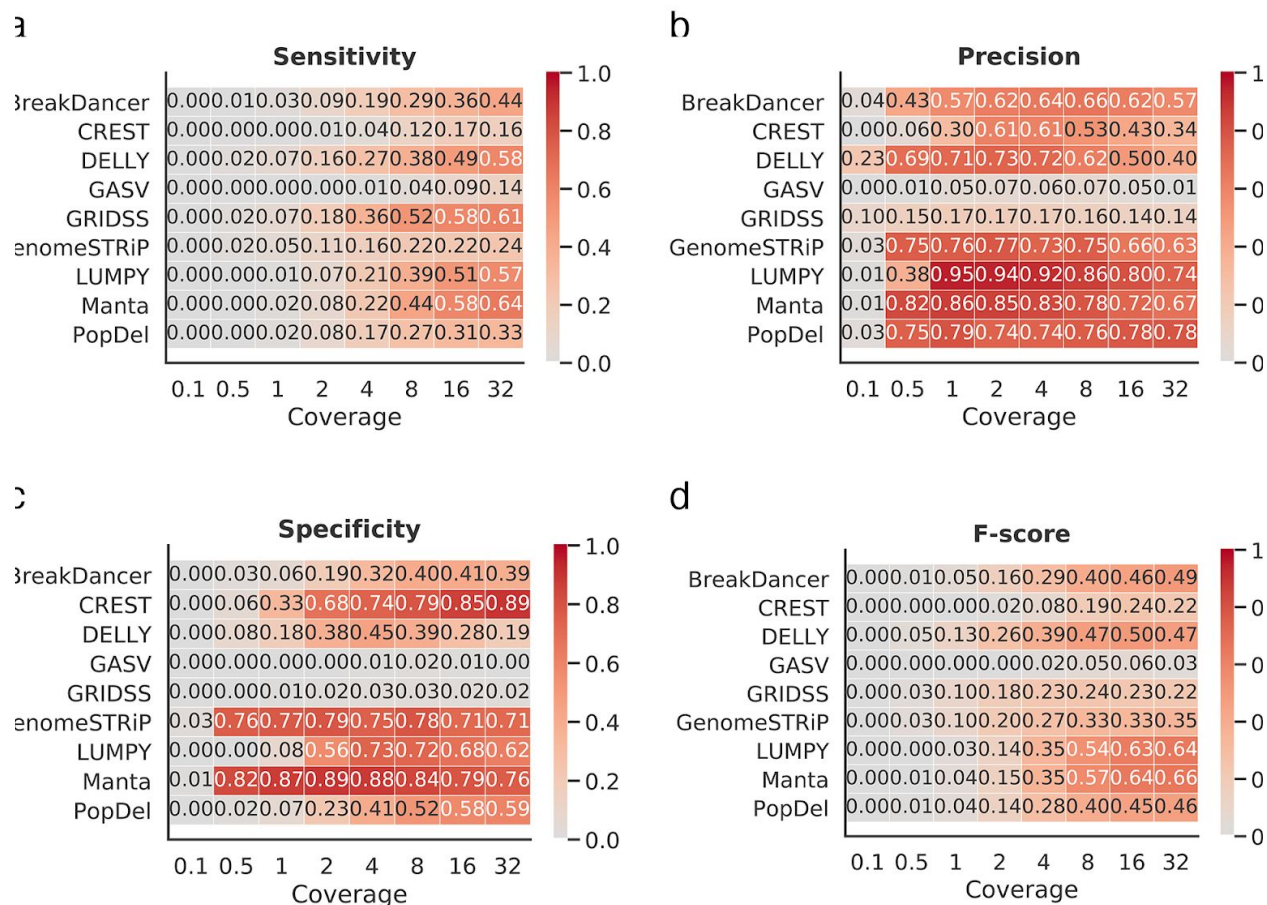 a
Sensitivity
BreakDancer 0.00 0.01 0.03 0.09 0.19 0.29 0.36 0.44 1.0
CREST 0.00 0.00 0.00 0.01 0.04 0.12 0.17 0.16 0.8
DELLY 0.00 0.02 0.07 0.16 0.27 0.38 0.49 0.58
GASV 0.00 0.00 0.00 0.00 0.01 0.04 0.09 0.14 0.6
GRIDSS 0.00 0.02 0.07 0.18 0.36 0.52 0.58 0.61
GenomeSTRiP 0.00 0.02 0.05 0.11 0.16 0.22 0.22 0.24 0.4
LUMPY 0.00 0.00 0.01 0.07 0.21 0.39 0.51 0.57
Manta 0.00 0.00 0.02 0.08 0.22 0.44 0.58 0.64 0.2
PopDel 0.00 0.00 0.02 0.08 0.17 0.27 0.31 0.33
0.0
0.1 0.5 1 2 4 8 16 32
Coverage
b
Precision
BreakDancer 0.04 0.43 0.57 0.62 0.64 0.66 0.62 0.57
CREST 0.00 0.06 0.30 0.61 0.61 0.53 0.43 0.34
DELLY 0.23 0.69 0.71 0.73 0.72 0.62 0.50 0.40
GASV 0.00 0.01 0.05 0.07 0.06 0.07 0.05 0.01
GRIDSS 0.10 0.15 0.17 0.17 0.17 0.16 0.14 0.14
GenomeSTRiP 0.03 0.75 0.76 0.77 0.73 0.75 0.66 0.63
LUMPY 0.01 0.38 0.95 0.94 0.92 0.86 0.80 0.74
Manta 0.01 0.82 0.86 0.85 0.83 0.78 0.72 0.67
PopDel 0.03 0.75 0.79 0.74 0.74 0.76 0.78 0.78
0.1 0.5 1 2 4 8 16 32
Coverage
c
Specificity
BreakDancer 0.00 0.03 0.06 0.19 0.32 0.40 0.41 0.39 1.0
CREST 0.00 0.06 0.33 0.68 0.74 0.79 0.85 0.89 0.8
DELLY 0.00 0.08 0.18 0.38 0.45 0.39 0.28 0.19
GASV 0.00 0.00 0.00 0.00 0.01 0.02 0.01 0.00 0.6
GRIDSS 0.00 0.00 0.01 0.02 0.03 0.03 0.02 0.02
GenomeSTRiP 0.03 0.76 0.77 0.79 0.75 0.78 0.71 0.71 0.4
LUMPY 0.00 0.00 0.08 0.56 0.73 0.72 0.68 0.62
Manta 0.01 0.82 0.87 0.89 0.88 0.84 0.79 0.76 0.2
PopDel 0.00 0.02 0.07 0.23 0.41 0.52 0.58 0.59
0.0
0.1 0.5 1 2 4 8 16 32
Coverage
d
F-score
BreakDancer 0.00 0.01 0.05 0.16 0.29 0.40 0.46 0.49
CREST 0.00 0.00 0.00 0.02 0.08 0.19 0.24 0.22
DELLY 0.00 0.05 0.13 0.26 0.39 0.47 0.50 0.47
GASV 0.00 0.00 0.00 0.00 0.02 0.05 0.06 0.03
GRIDSS 0.00 0.03 0.10 0.18 0.23 0.24 0.23 0.22
GenomeSTRiP 0.00 0.03 0.10 0.20 0.27 0.33 0.33 0.35
LUMPY 0.00 0.00 0.03 0.14 0.35 0.54 0.63 0.64
Manta 0.00 0.01 0.04 0.15 0.35 0.57 0.64 0.66
PopDel 0.00 0.01 0.04 0.14 0.28 0.40 0.45 0.46
0.1 0.5 1 2 4 8 16 32
Coverage